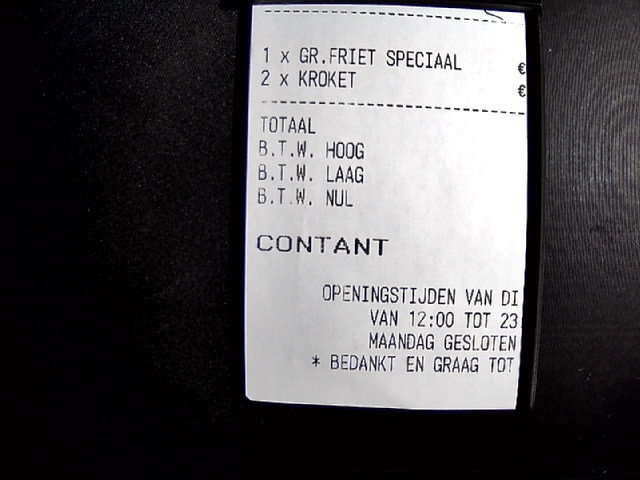 1 x GR.FRIET SPECIAAL €
2 x KROKET €
TOTAAL
B.T.W. HOOG
B.T.W. LAAG
B.T.W. NUL
CONTANT
OPENINGSTIJDEN VAN DI
VAN 12:00 TOT 23
MAANDAG GESLOTEN
* BEDANKT EN GRAAG TOT